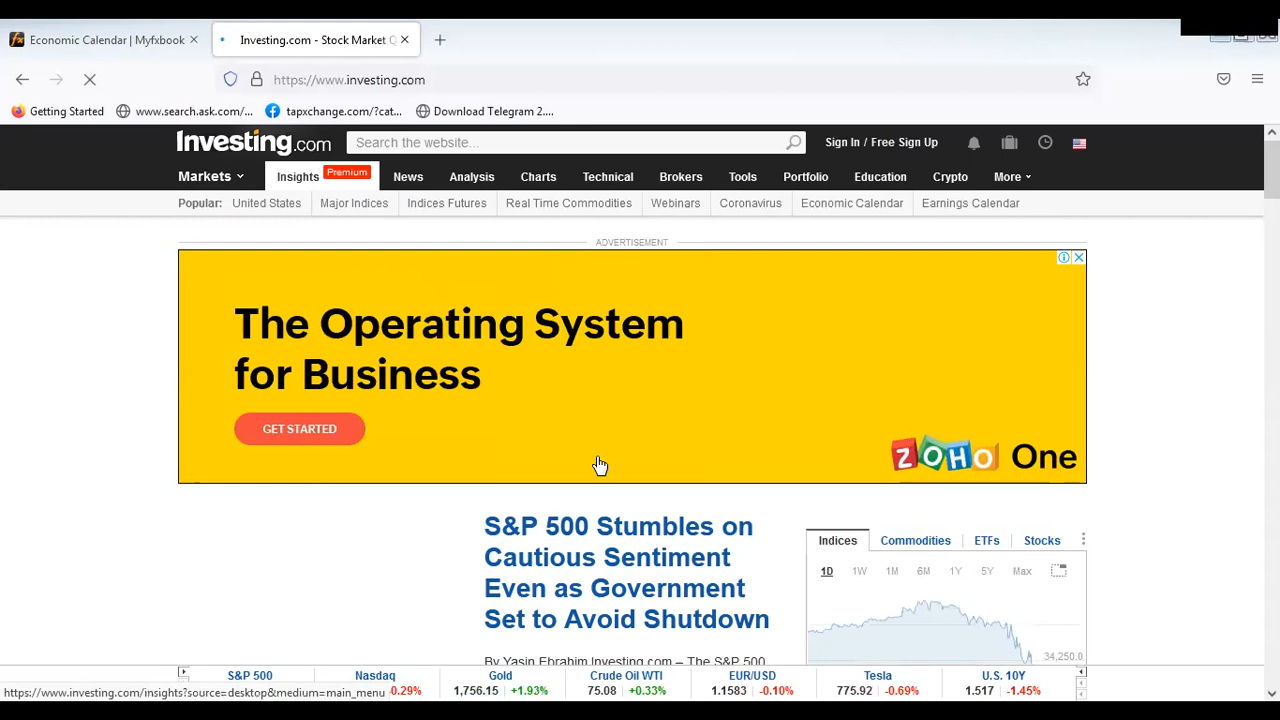 Economic Calendar | Myfxbook
Investing.com - Stock Market Q
https://www.investing.com
Getting Started
www.search.ask.com/...
tapxchange.com/?cat...
Download Telegram 2....
Investing.com
Search the website...
Sign In / Free Sign Up
Markets
Insights
Premium
News
Analysis
Charts
Technical
Brokers
Tools
Portfolio
Education
Crypto
More
Popular:
United States
Major Indices
Indices Futures
Real Time Commodities
Webinars
Coronavirus
Economic Calendar
Earnings Calendar
ADVERTISEMENT
The Operating System
for Business
GET STARTED
ZOHO One
S&P 500 Stumbles on
Cautious Sentiment
Even as Government
Set to Avoid Shutdown
By Yasin Ebrahim Investing.com – The S&P 500
Indices
Commodities
ETFs
Stocks
1D
1W
1M
6M
1Y
5Y
Max
34,250.0
S&P 500
Nasdaq
Gold
Crude Oil WTI
EUR/USD
Tesla
U.S. 10Y
https://www.investing.com/insights?source=desktop&medium=main_menu
-0.29%
1,756.15
+1.93%
75.08
+0.33%
1.1583
-0.10%
775.92
-0.69%
1.517
-1.45%